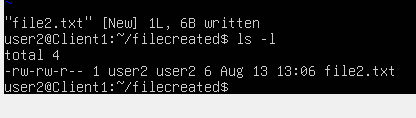 ~
"file2.txt" [New] 1L, 6B written
user2@Client1:~/filecreated$ ls -l
total 4
-rw-rw-r-- 1 user2 user2 6 Aug 13 13:06 file2.txt
user2@Client1:~/filecreated$